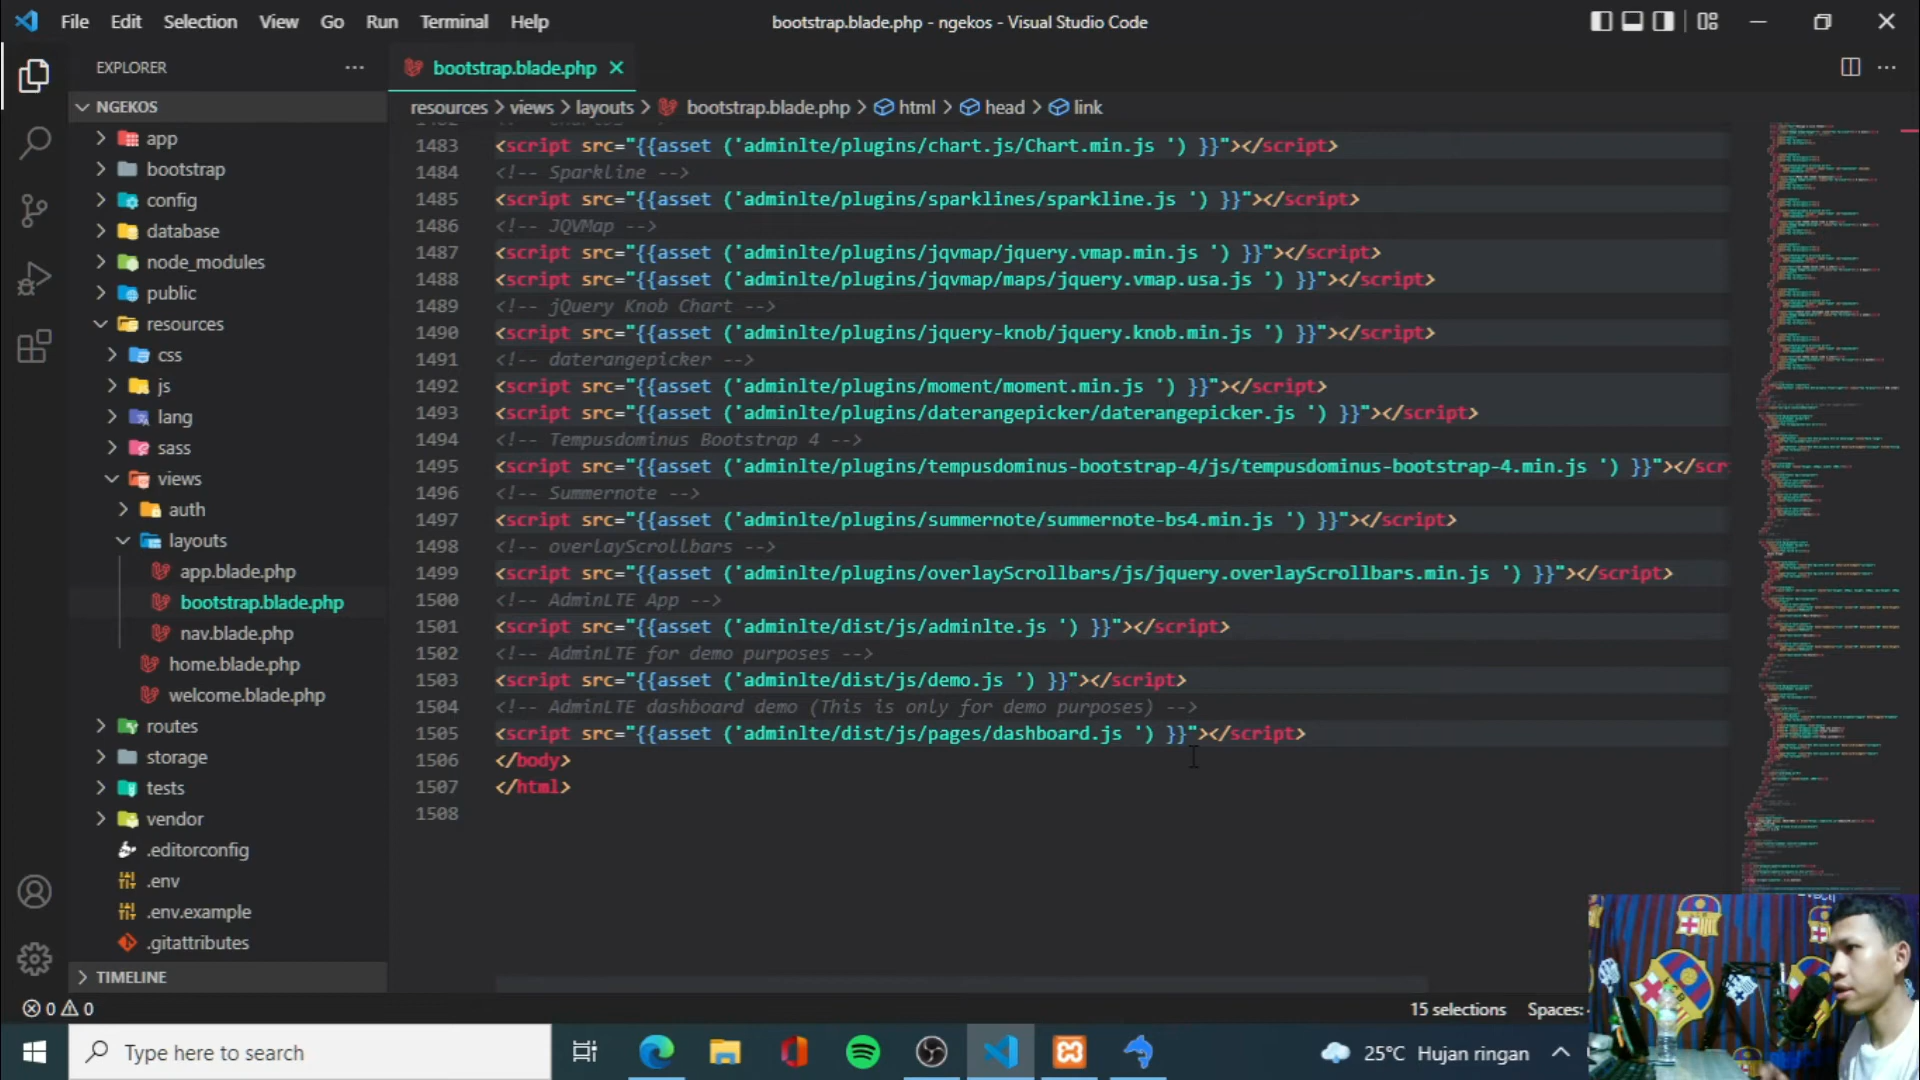 File Edit Selection View Go Run Terminal Help
bootstrap.blade.php - ngekos - Visual Studio Code
EXPLORER
bootstrap.blade.php
NGEKOS
resources > views > layouts > bootstrap.blade.php > html > head > link
app
bootstrap
config
database
node_modules
public
resources
css
js
lang
sass
views
auth
layouts
app.blade.php
bootstrap.blade.php
nav.blade.php
home.blade.php
welcome.blade.php
routes
storage
tests
vendor
.editorconfig
.env
.env.example
.gitattributes
TIMELINE
1483 <script src="{{asset ('adminlte/plugins/chart.js/Chart.min.js ') }}"></script>
1484 <!-- Sparkline -->
1485 <script src="{{asset ('adminlte/plugins/sparklines/sparkline.js ') }}"></script>
1486 <!-- JQVMap -->
1487 <script src="{{asset ('adminlte/plugins/jqvmap/jquery.vmap.min.js ') }}"></script>
1488 <script src="{{asset ('adminlte/plugins/jqvmap/maps/jquery.vmap.usa.js ') }}"></script>
1489 <!-- jQuery Knob Chart -->
1490 <script src="{{asset ('adminlte/plugins/jquery-knob/jquery.knob.min.js ') }}"></script>
1491 <!-- daterangepicker -->
1492 <script src="{{asset ('adminlte/plugins/moment/moment.min.js ') }}"></script>
1493 <script src="{{asset ('adminlte/plugins/daterangepicker/daterangepicker.js ') }}"></script>
1494 <!-- Tempusdominus Bootstrap 4 -->
1495 <script src="{{asset ('adminlte/plugins/tempusdominus-bootstrap-4/js/tempusdominus-bootstrap-4.min.js ') }}"></scr
1496 <!-- Summernote -->
1497 <script src="{{asset ('adminlte/plugins/summernote/summernote-bs4.min.js ') }}"></script>
1498 <!-- overlayScrollbars -->
1499 <script src="{{asset ('adminlte/plugins/overlayScrollbars/js/jquery.overlayScrollbars.min.js ') }}"></script>
1500 <!-- AdminLTE App -->
1501 <script src="{{asset ('adminlte/dist/js/adminlte.js ') }}"></script>
1502 <!-- AdminLTE for demo purposes -->
1503 <script src="{{asset ('adminlte/dist/js/demo.js ') }}"></script>
1504 <!-- AdminLTE dashboard demo (This is only for demo purposes) -->
1505 <script src="{{asset ('adminlte/dist/js/pages/dashboard.js ') }}"></script>
1506 </body>
1507 </html>
1508
0 0
15 selections
Spaces:
Type here to search
25°C Hujan ringan